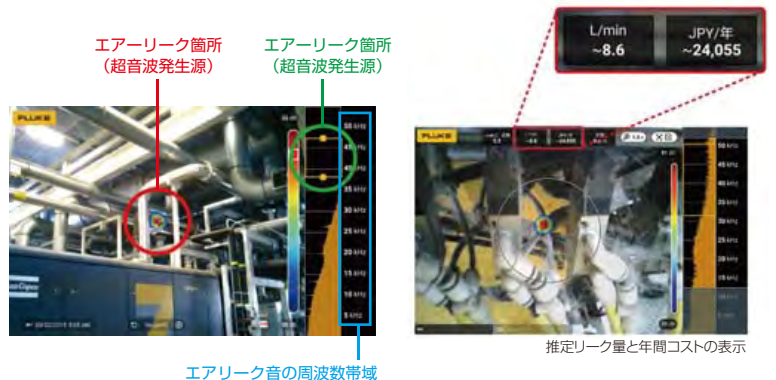 エアーリーク箇所
（超音波発生源）
エアーリーク箇所
（超音波発生源）
L/min
~8.6
JPY/年
~24,055
FLUKE
50 kHz
45 kHz
40 kHz
35 kHz
30 kHz
25 kHz
20 kHz
15 kHz
10 kHz
5 kHz
FLUKE
50 kHz
45 kHz
40 kHz
35 kHz
30 kHz
25 kHz
20 kHz
15 kHz
推定リーク量と年間コストの表示
エアリーク音の周波数帯域